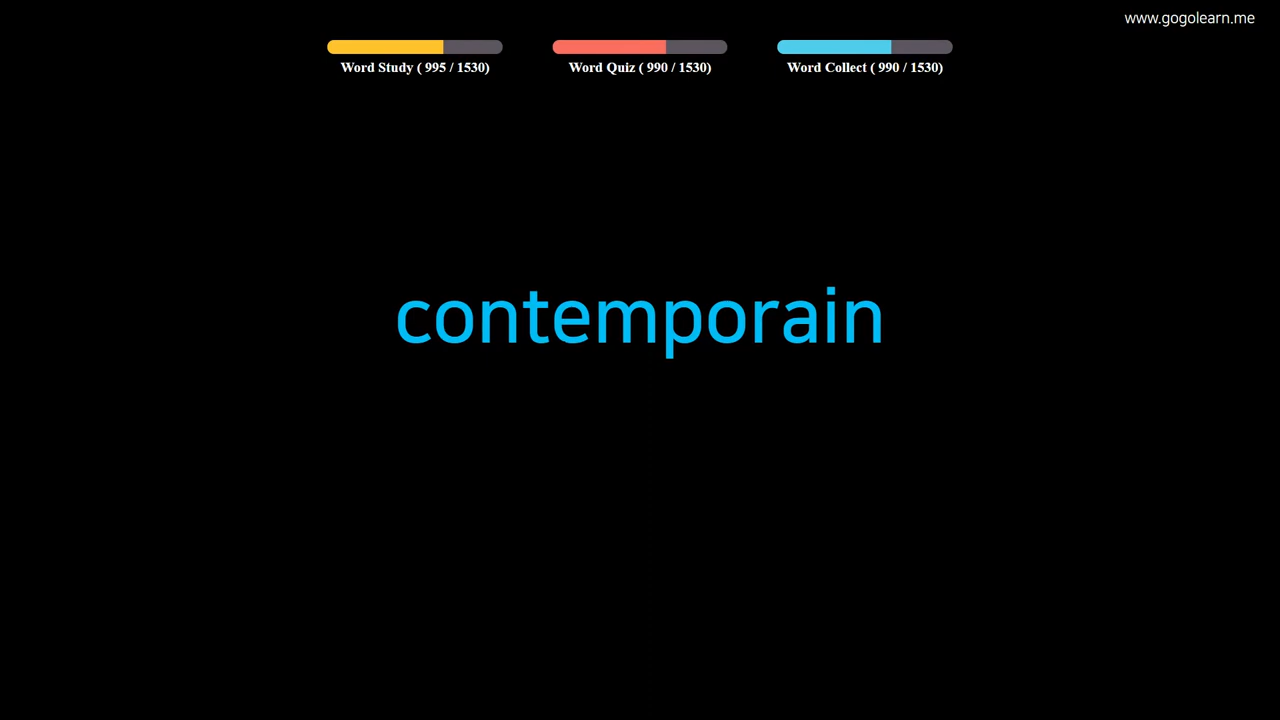 www.gogolearn.me
Word Study ( 995 / 1530)
Word Quiz ( 990 / 1530)
Word Collect ( 990 / 1530)
contemporain